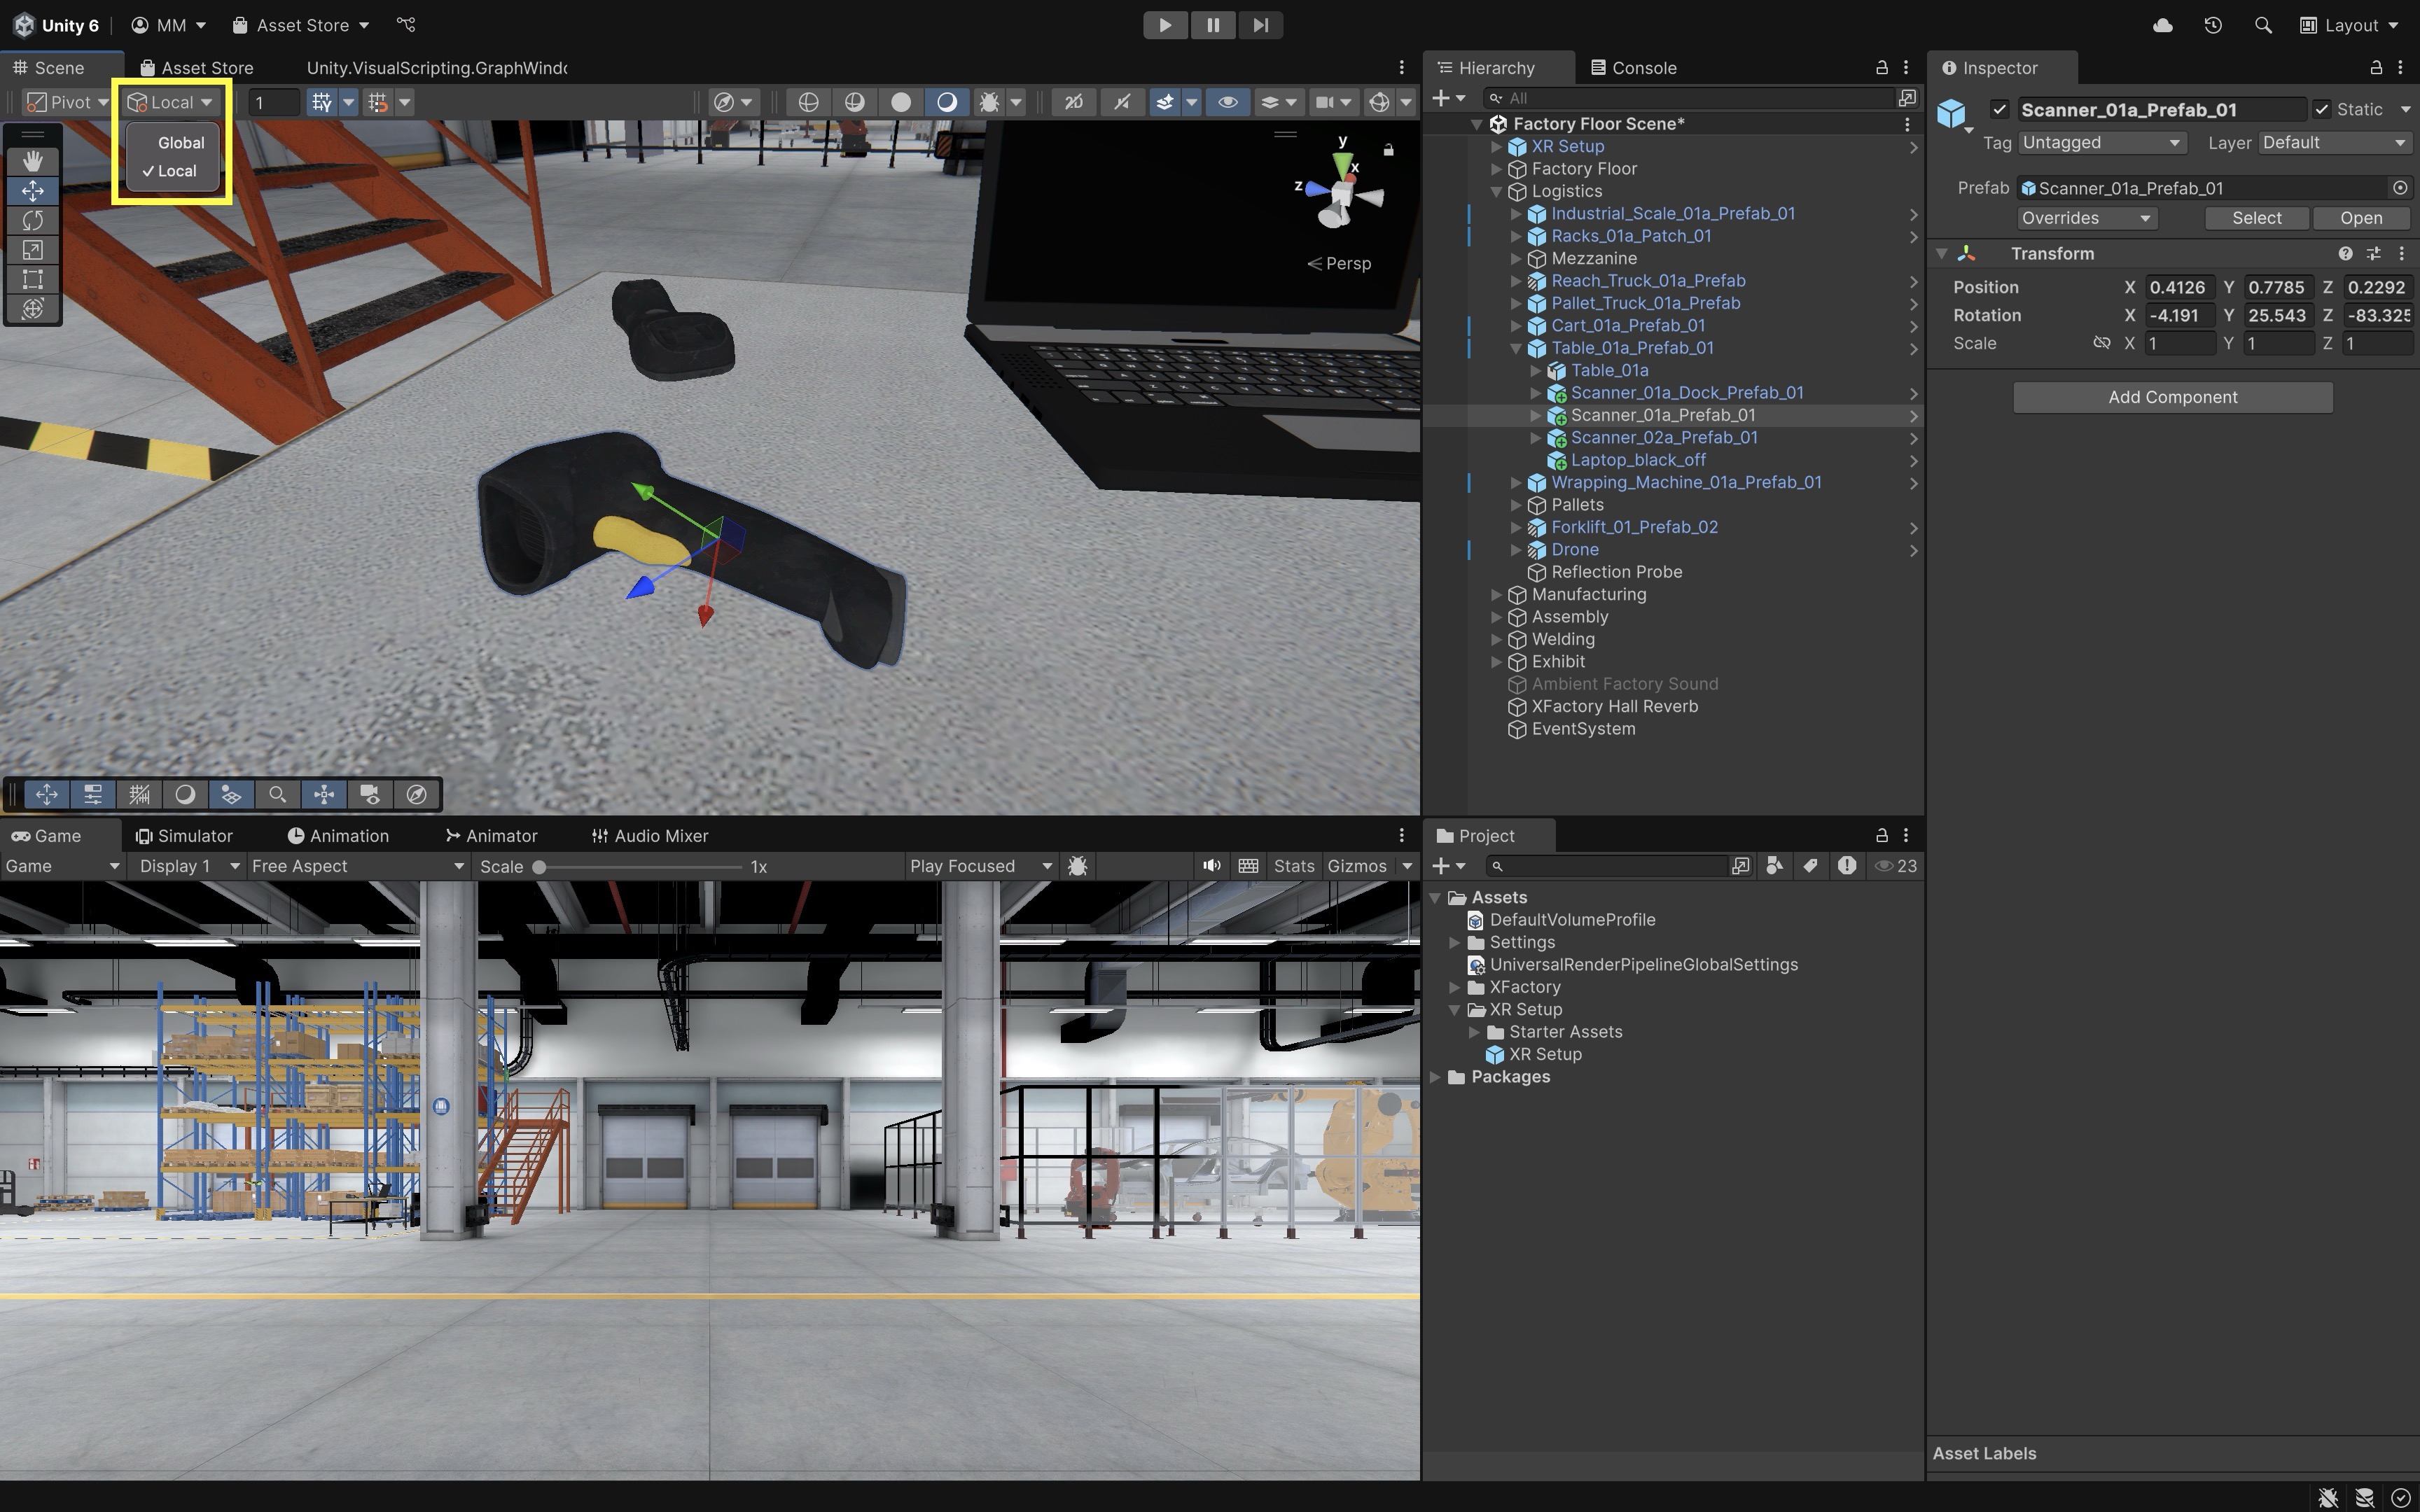 Unity 6
MM
Asset Store
Layout
Scene
Asset Store
Unity.VisualScripting.GraphWindo
Pivot
Local
1
2D
Global
✓ Local
y
x
z
< Persp
Hierarchy
Console
All
Factory Floor Scene*
XR Setup
Factory Floor
Logistics
Industrial_Scale_01a_Prefab_01
Racks_01a_Patch_01
Mezzanine
Reach_Truck_01a_Prefab
Pallet_Truck_01a_Prefab
Cart_01a_Prefab_01
Table_01a_Prefab_01
Table_01a
Scanner_01a_Dock_Prefab_01
Scanner_01a_Prefab_01
Scanner_02a_Prefab_01
Laptop_black_off
Wrapping_Machine_01a_Prefab_01
Pallets
Forklift_01_Prefab_02
Drone
Reflection Probe
Manufacturing
Assembly
Welding
Exhibit
Ambient Factory Sound
XFactory Hall Reverb
EventSystem
Inspector
Scanner_01a_Prefab_01
Static
Tag Untagged Layer Default
Prefab Scanner_01a_Prefab_01
Overrides Select Open
Transform
Position X 0.4126 Y 0.7785 Z 0.2292
Rotation X -4.191 Y 25.543 Z -83.325
Scale X 1 Y 1 Z 1
Add Component
Game
Simulator
Animation
Animator
Audio Mixer
Game Display 1 Free Aspect Scale 1x Play Focused Stats Gizmos
Project
23
Assets
DefaultVolumeProfile
Settings
UniversalRenderPipelineGlobalSettings
XFactory
XR Setup
Starter Assets
XR Setup
Packages
Asset Labels